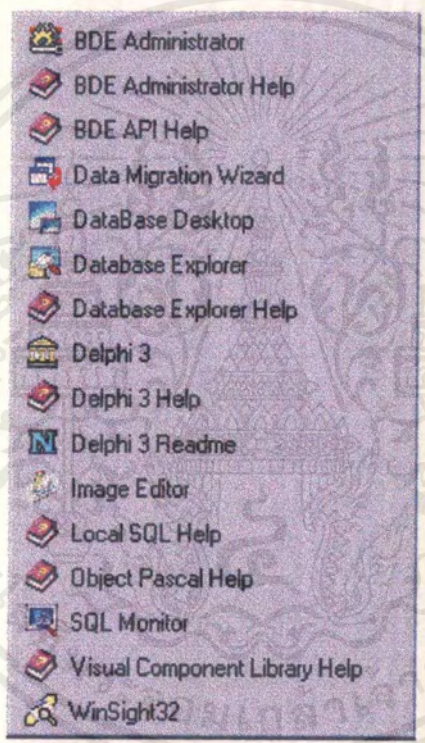 BDE Administrator
BDE Administrator Help
BDE API Help
Data Migration Wizard
DataBase Desktop
Database Explorer
Database Explorer Help
Delphi 3
Delphi 3 Help
Delphi 3 Readme
Image Editor
Local SQL Help
Object Pascal Help
SQL Monitor
Visual Component Library Help
WinSight32